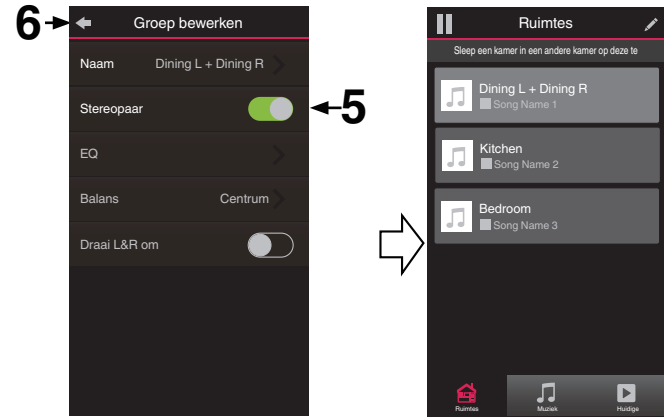 6
Groep bewerken
Naam Dining L + Dining R
Stereopaar
5
EQ
Balans Centrum
Draai L&R om
Ruimtes
Sleep een kamer in een andere kamer op deze te
Dining L + Dining R
Song Name 1
Kitchen
Song Name 2
Bedroom
Song Name 3
Ruimtes Muziek Huidige